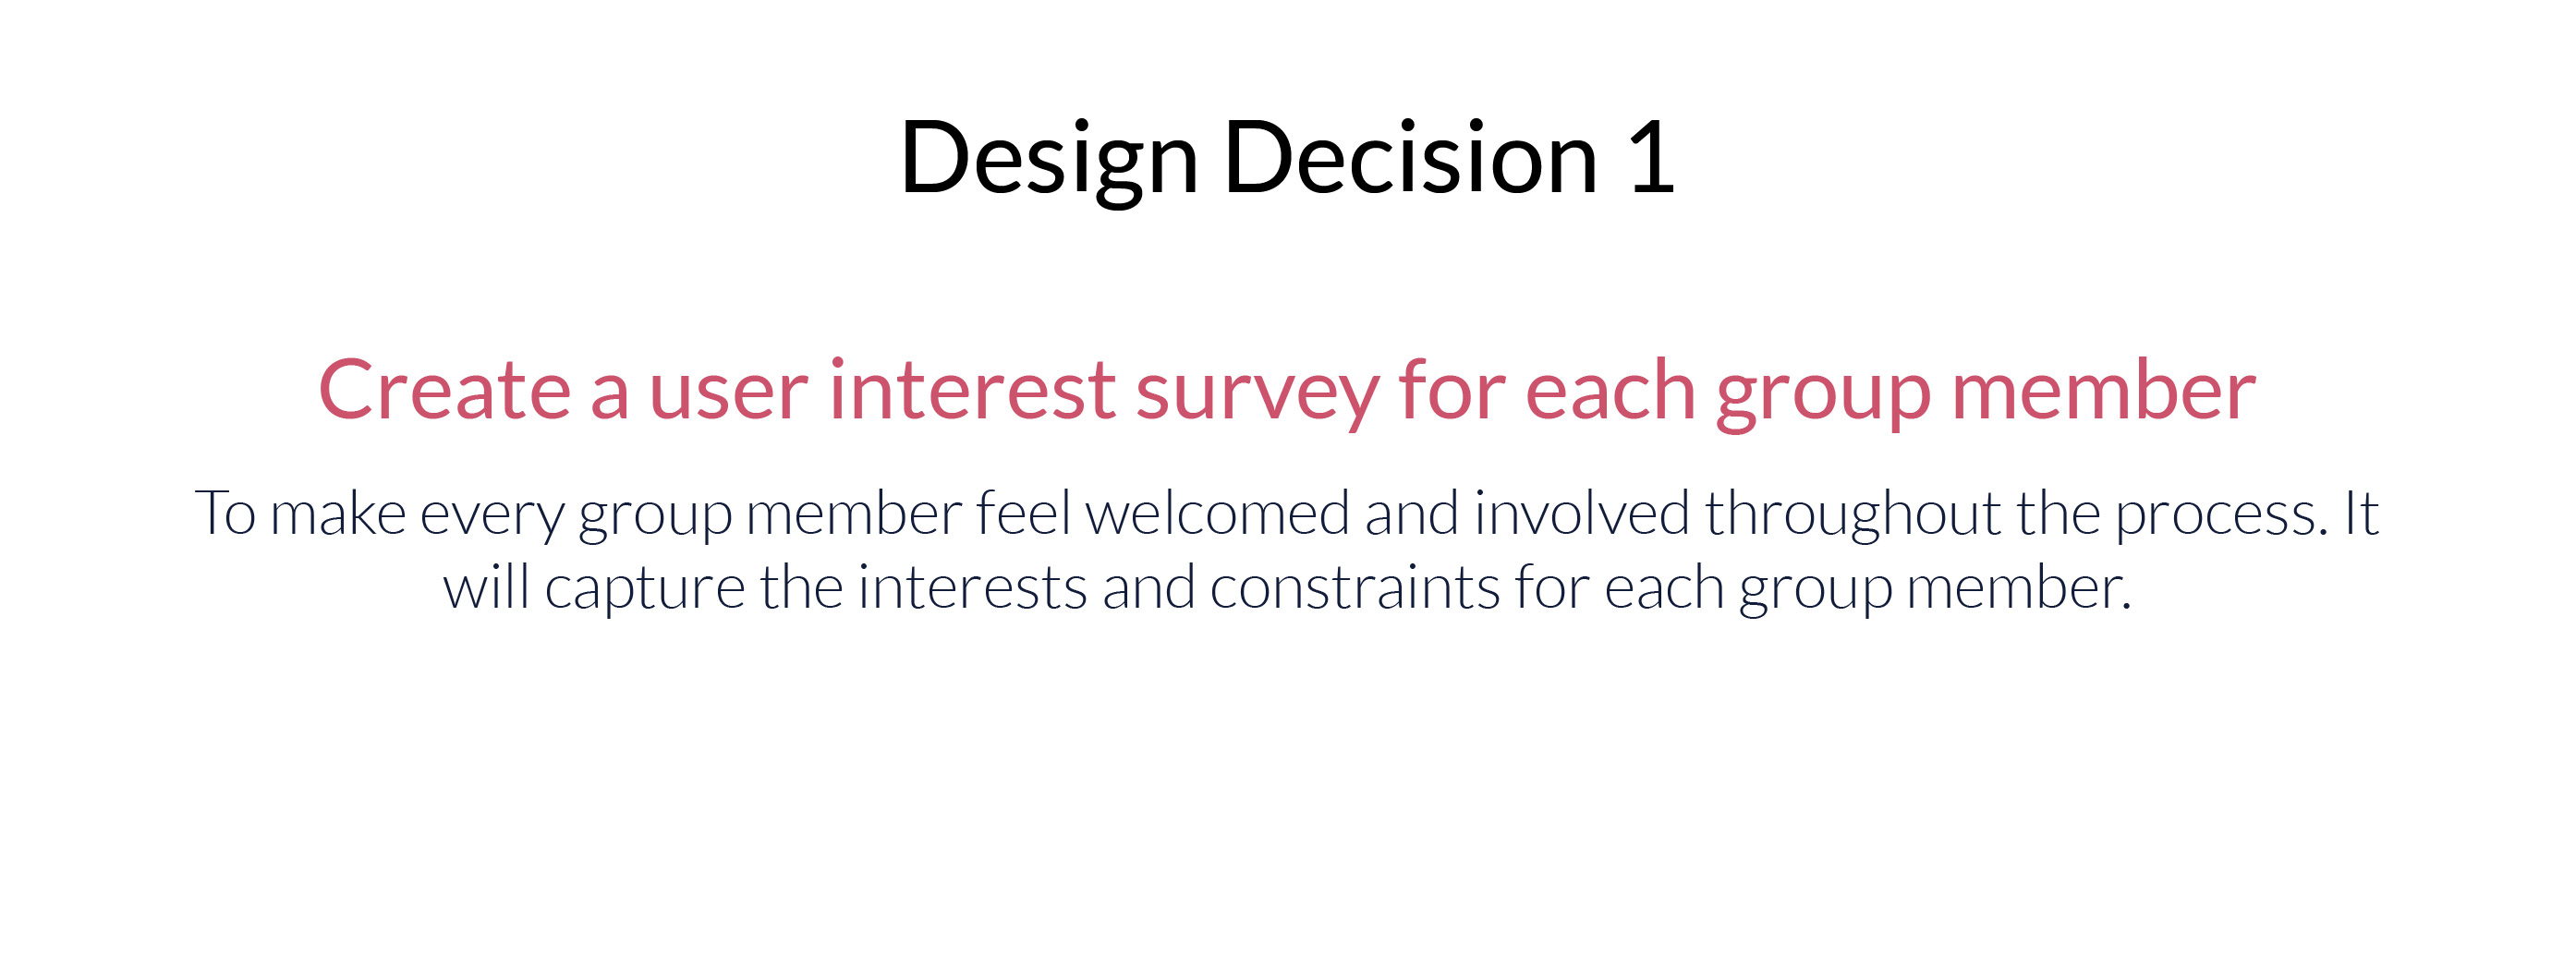 Design Decision 1
Create a user interest survey for each group member
To make every group member feel welcomed and involved throughout the process. It
will capture the interests and constraints for each group member.